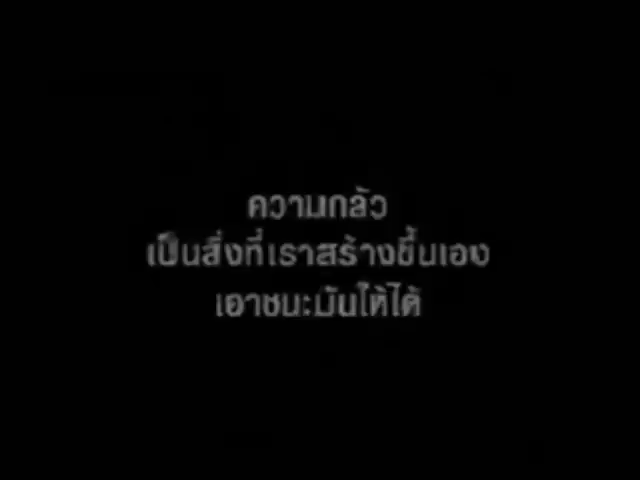 ความกลัว
เป็นสิ่งที่เราสร้างขึ้นเอง
เอาชนะมันให้ได้